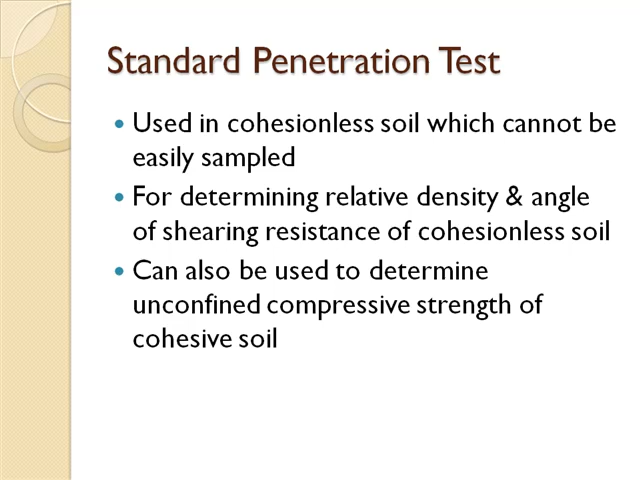 Standard Penetration Test
• Used in cohesionless soil which cannot be
easily sampled
• For determining relative density & angle
of shearing resistance of cohesionless soil
• Can also be used to determine
unconfined compressive strength of
cohesive soil